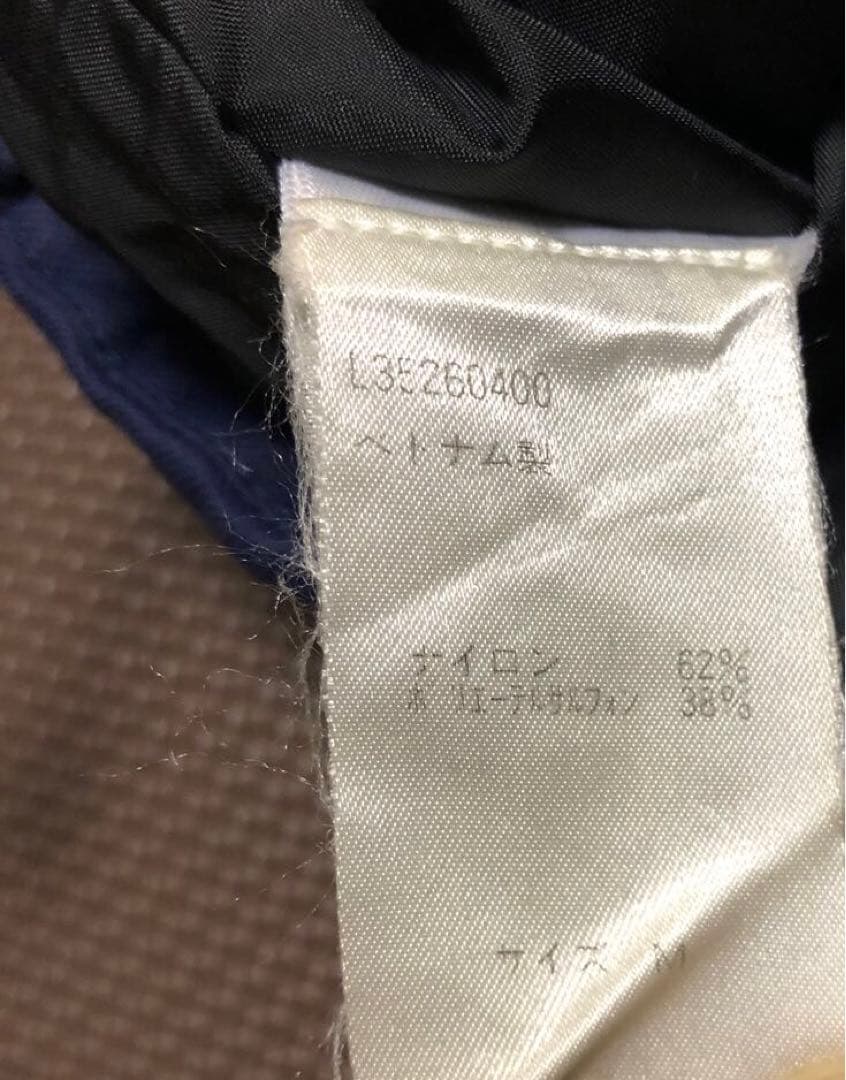 L35260400
ベトナム製
ナイロン 62%
ポリエーテルサルフォン 38%
サイズ M